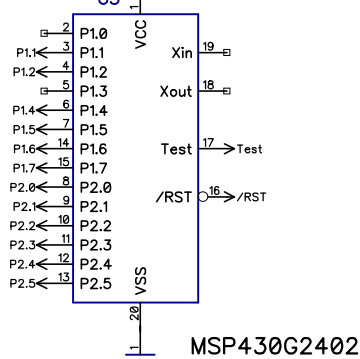 1
VCC
2 P1.0
P1.1 3 P1.1 Xin 19
P1.2 4 P1.2
5 P1.3 Xout 18
P1.4 6 P1.4
P1.5 7 P1.5
P1.6 14 P1.6 Test 17 Test
P1.7 15 P1.7
P2.0 8 P2.0
P2.1 9 P2.1 /RST 16 /RST
P2.2 10 P2.2
P2.3 11 P2.3
P2.4 12 P2.4
P2.5 13 P2.5
VSS
20
1
MSP430G2402